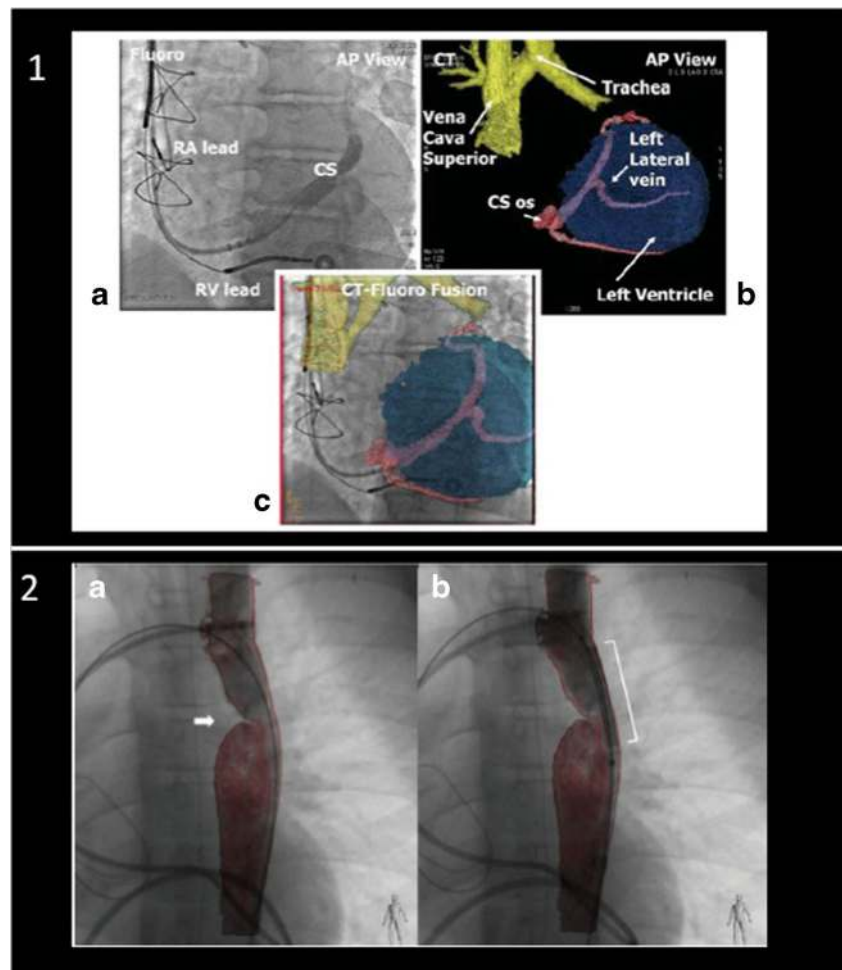 1
Fluoro
AP View
RA lead
CS
RV lead
a
CT
AP View
Trachea
Vena
Cava
Superior
Left
Lateral
vein
CS os
Left Ventricle
b
CT-Fluoro Fusion
c
2
a
b